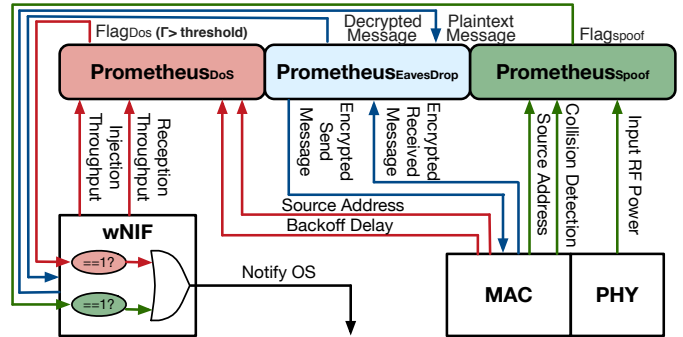 FlagDos (Γ> threshold)
Decrypted
Message
Plaintext
Message
Flagspoof
PrometheusDoS
PrometheusEavesDrop
PrometheusSpoof
Injection
Throughput
Reception
Throughput
Encrypted
Send
Message
Encrypted
Received
Message
Source Address
Collision Detection
Input RF Power
Source Address
Backoff Delay
wNIF
==1?
==1?
Notify OS
MAC
PHY